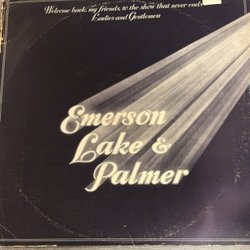 Welcome back, my friends, to the show that never ends
Ladies and Gentlemen
Emerson
Lake &
Palmer